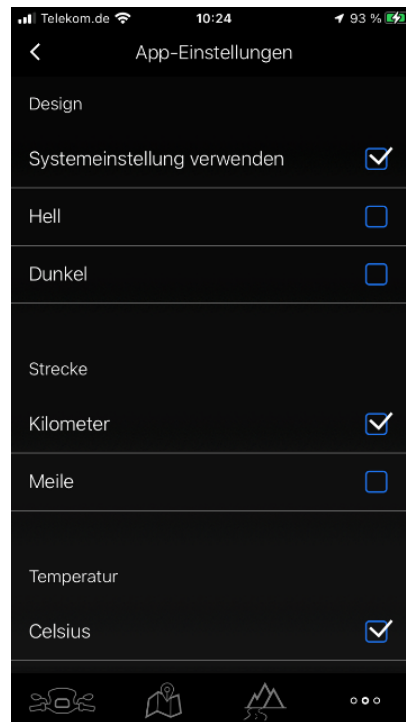 Telekom.de 10:24 93 %
App-Einstellungen
Design
Systemeinstellung verwenden
Hell
Dunkel
Strecke
Kilometer
Meile
Temperatur
Celsius